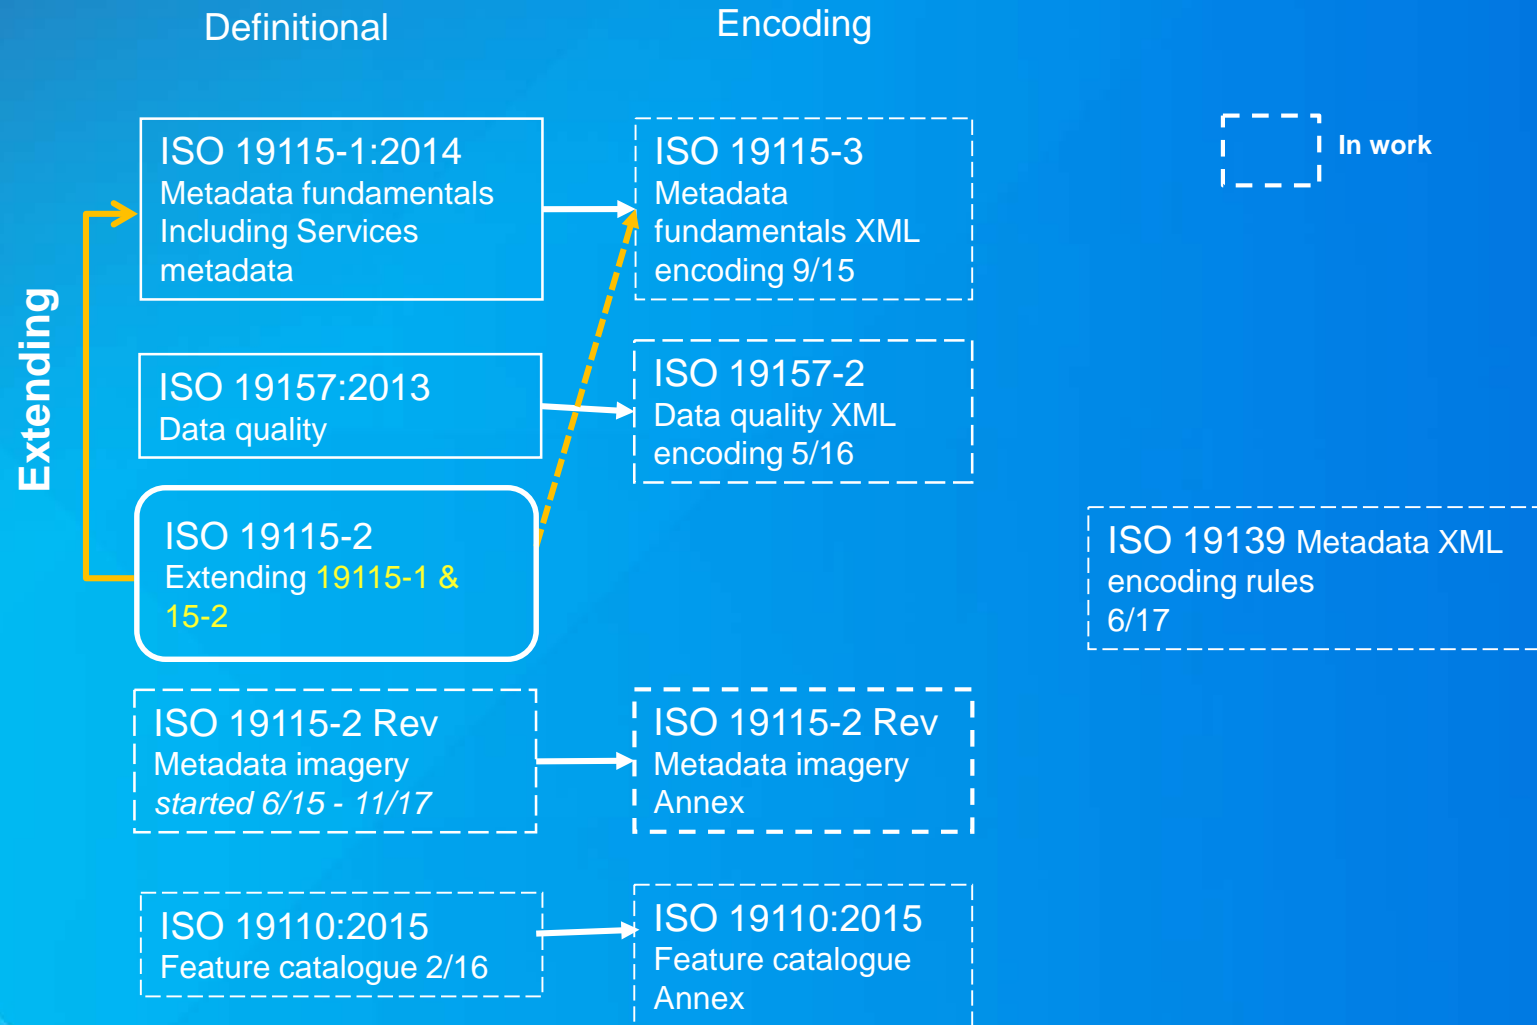 Definitional
Encoding
ISO 19115-1:2014
Metadata fundamentals
Including Services
metadata
ISO 19115-3
Metadata
fundamentals XML
encoding 9/15
In work
Extending
ISO 19157:2013
Data quality
ISO 19157-2
Data quality XML
encoding 5/16
ISO 19115-2
Extending 19115-1 &
15-2
ISO 19139 Metadata XML
encoding rules
6/17
ISO 19115-2 Rev
Metadata imagery
started 6/15 - 11/17
ISO 19115-2 Rev
Metadata imagery
Annex
ISO 19110:2015
Feature catalogue 2/16
ISO 19110:2015
Feature catalogue
Annex